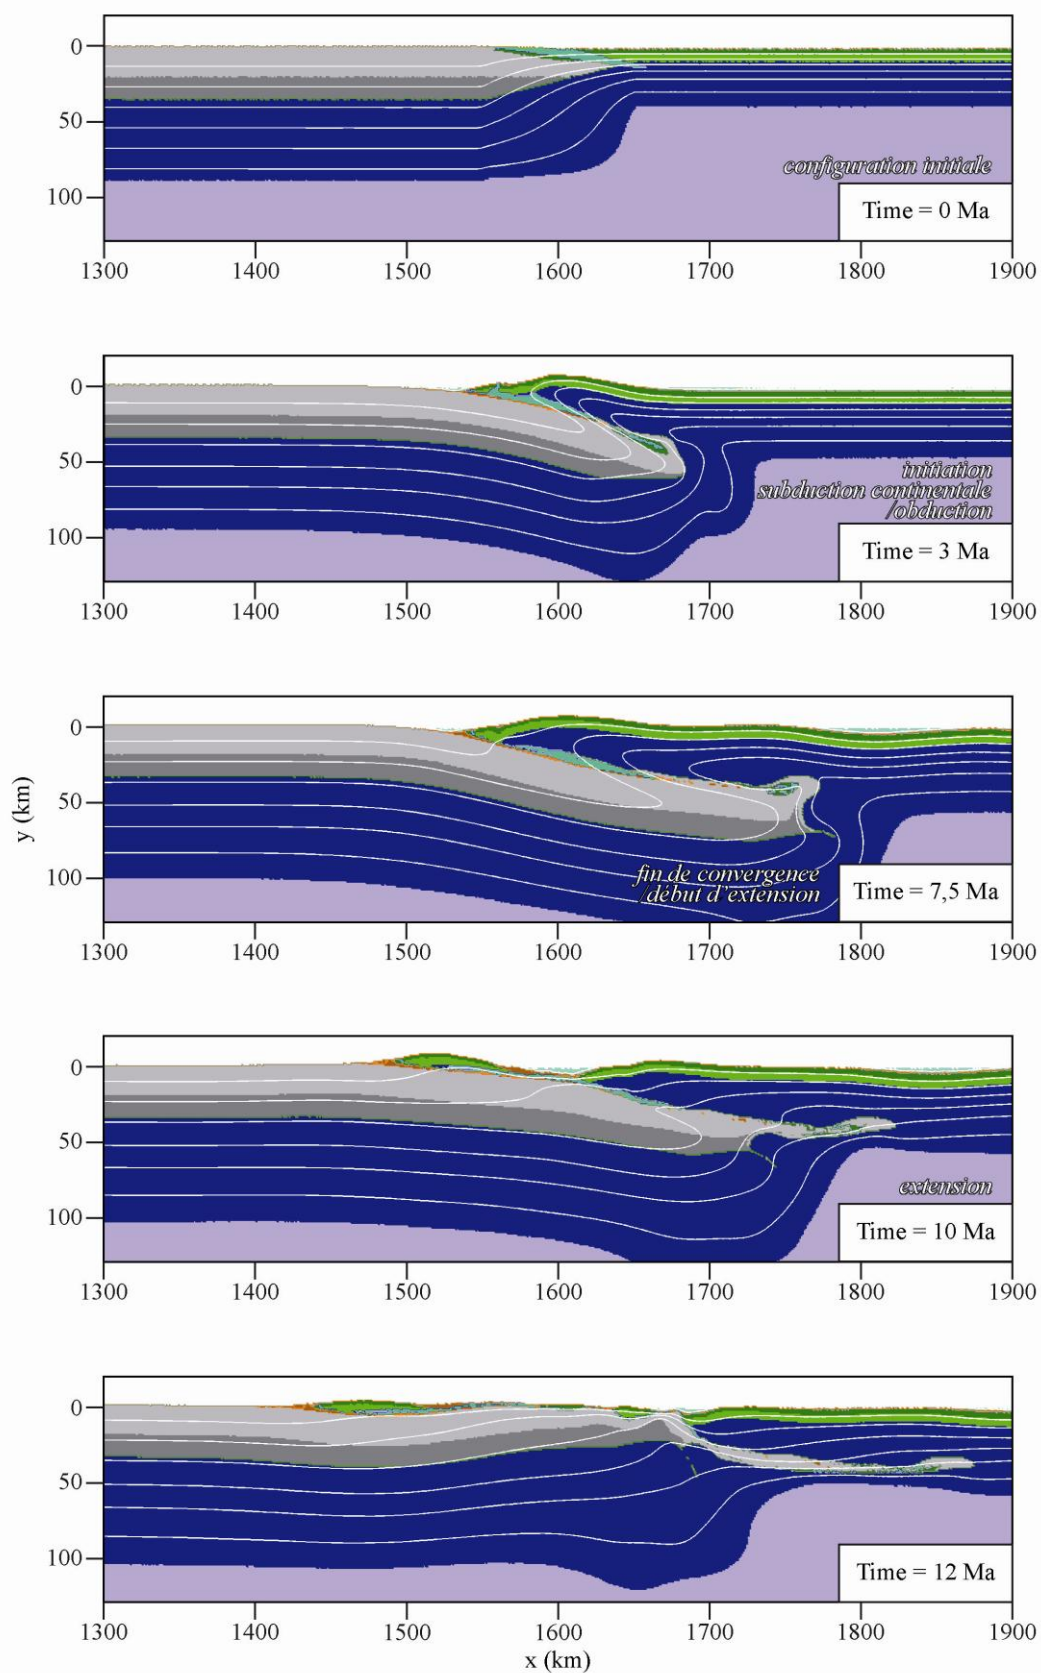 0
50
100
configuration initiale
Time = 0 Ma
1300 1400 1500 1600 1700 1800 1900
0
50
100
initiation
subduction continentale
/obduction
Time = 3 Ma
1300 1400 1500 1600 1700 1800 1900
0
50
100
y (km)
fin de convergence
/début d'extension
Time = 7,5 Ma
1300 1400 1500 1600 1700 1800 1900
0
50
100
extension
Time = 10 Ma
1300 1400 1500 1600 1700 1800 1900
0
50
100
Time = 12 Ma
1300 1400 1500 1600 1700 1800 1900
x (km)